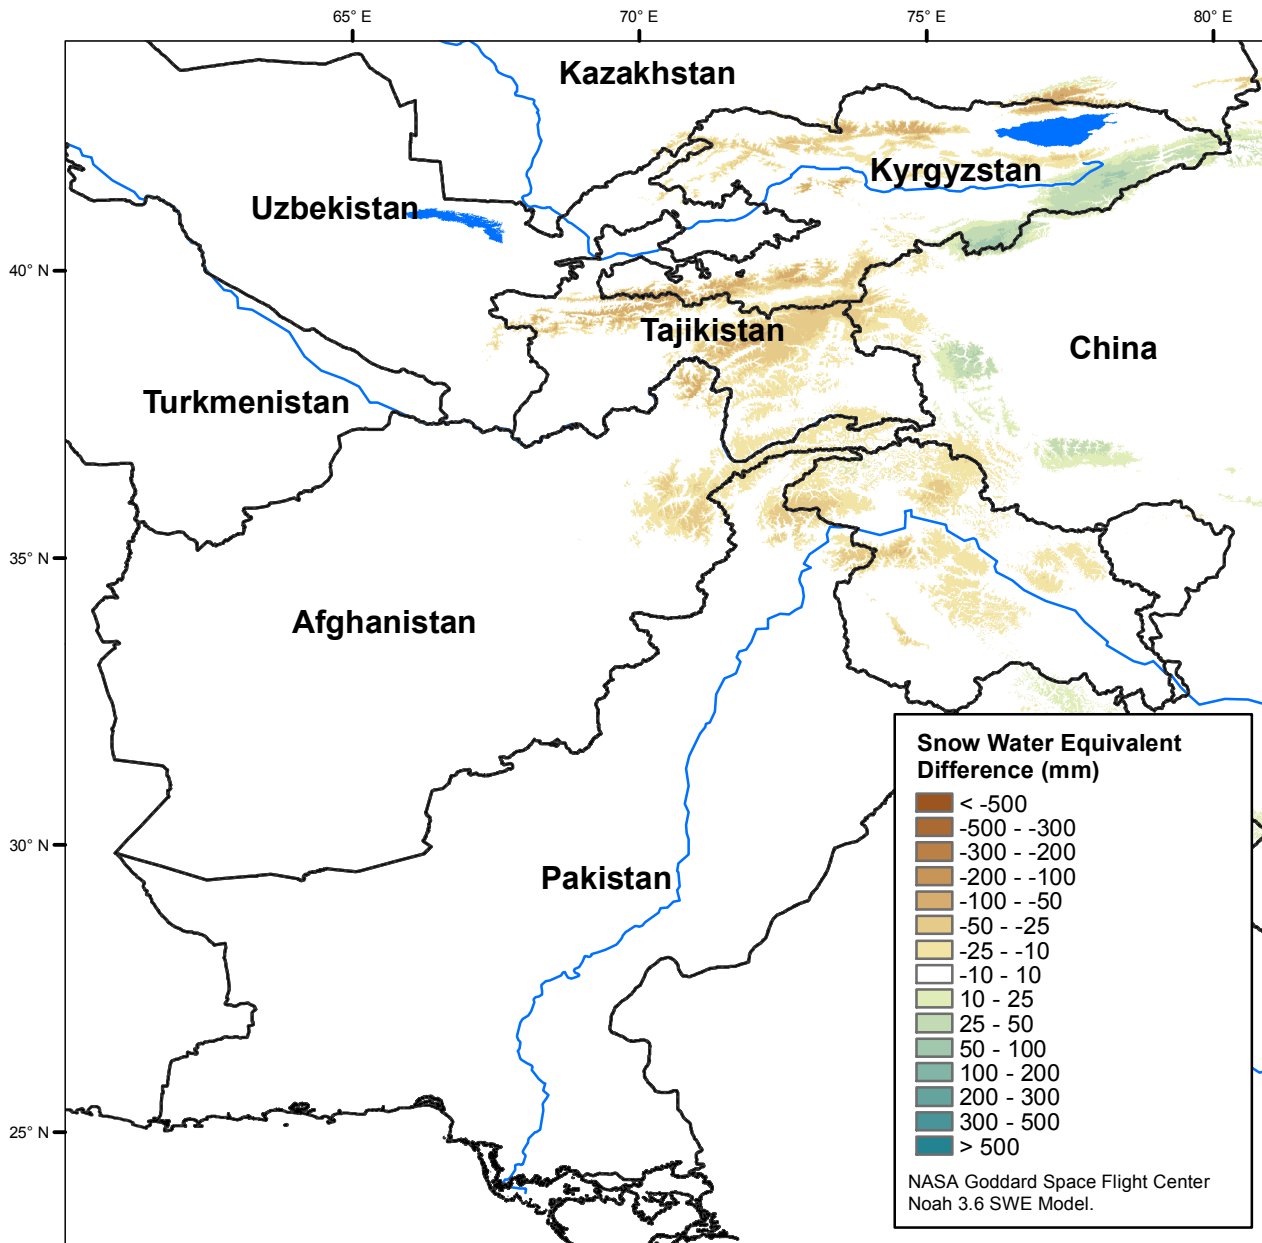 65° E
70° E
75° E
80° E
Kazakhstan
Kyrgyzstan
Uzbekistan
40° N
Tajikistan
China
Turkmenistan
35° N
Afghanistan
Snow Water Equivalent
Difference (mm)
< -500
-500 - -300
-300 - -200
-200 - -100
-100 - -50
-50 - -25
-25 - -10
-10 - 10
10 - 25
25 - 50
50 - 100
100 - 200
200 - 300
300 - 500
> 500
NASA Goddard Space Flight Center
Noah 3.6 SWE Model.
30° N
Pakistan
25° N